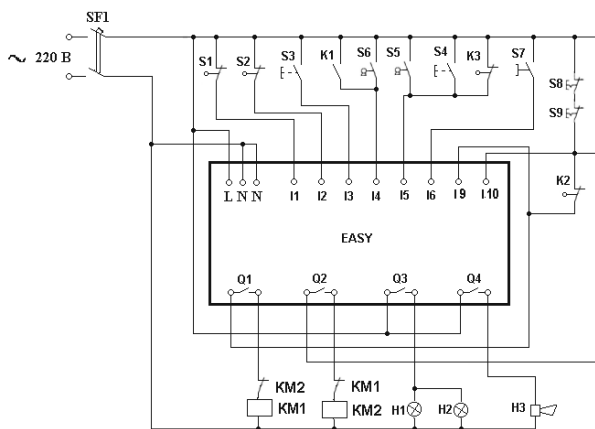 SF1
~ 220 В
S1 S2 S3 K1 S6 S5 S4 K3 S7
S8
S9
K2
L N N I1 I2 I3 I4 I5 I6 I9 I10
EASY
Q1 Q2 Q3 Q4
KM2 KM1
KM1 KM2 H1 H2 H3